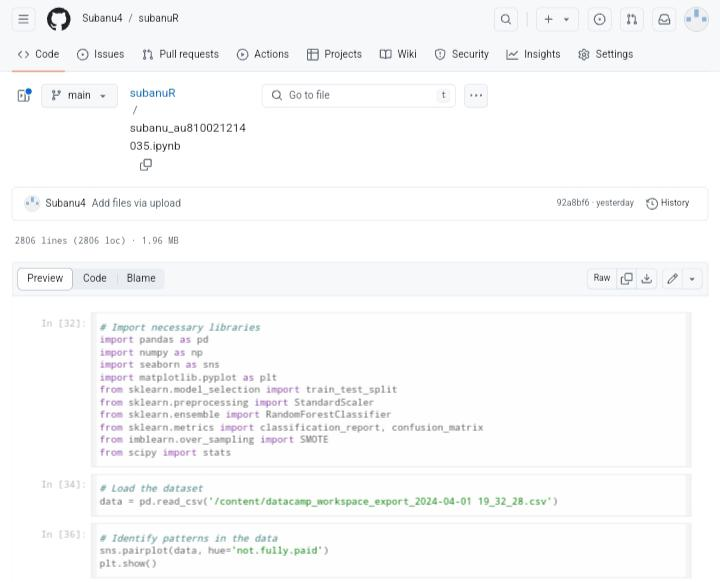 Subanu4 / subanuR
Code Issues Pull requests Actions Projects Wiki Security Insights Settings
main
subanuR
/
subanu_au810021214
035.ipynb
Go to file t
Subanu4 Add files via upload 92a8bf6 · yesterday History
2806 lines (2806 loc) · 1.96 MB
Preview Code Blame Raw
In [32]:
# Import necessary libraries
import pandas as pd
import numpy as np
import seaborn as sns
import matplotlib.pyplot as plt
from sklearn.model_selection import train_test_split
from sklearn.preprocessing import StandardScaler
from sklearn.ensemble import RandomForestClassifier
from sklearn.metrics import classification_report, confusion_matrix
from imblearn.over_sampling import SMOTE
from scipy import stats
In [34]:
# Load the dataset
data = pd.read_csv('/content/datacamp_workspace_export_2024-04-01 19_32_28.csv')
In [36]:
# Identify patterns in the data
sns.pairplot(data, hue='not.fully.paid')
plt.show()